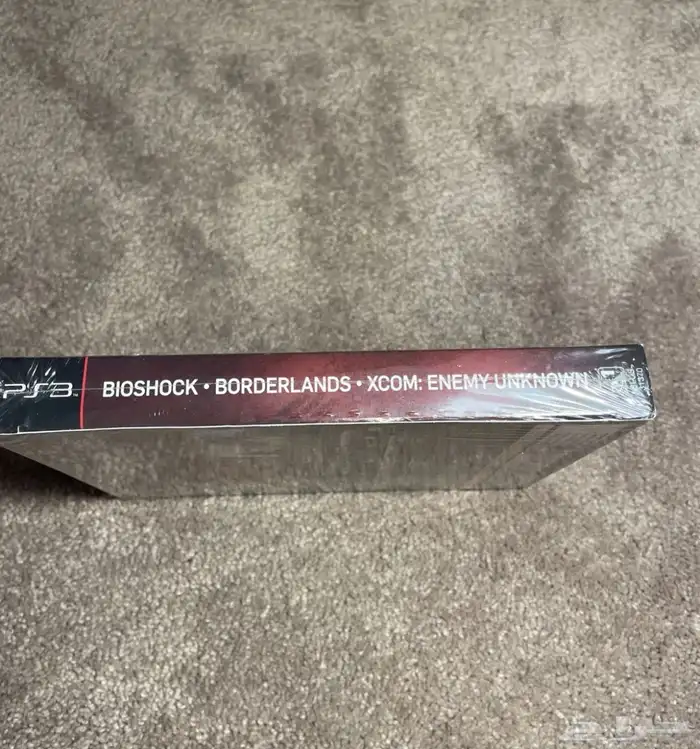 PS3
BIOSHOCK • BORDERLANDS • XCOM: ENEMY UNKNOWN